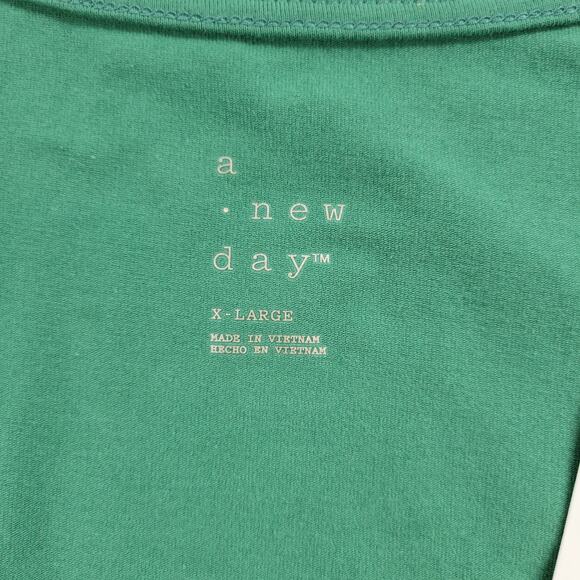 a
· new
day™
X-LARGE
MADE IN VIETNAM
HECHO EN VIETNAM